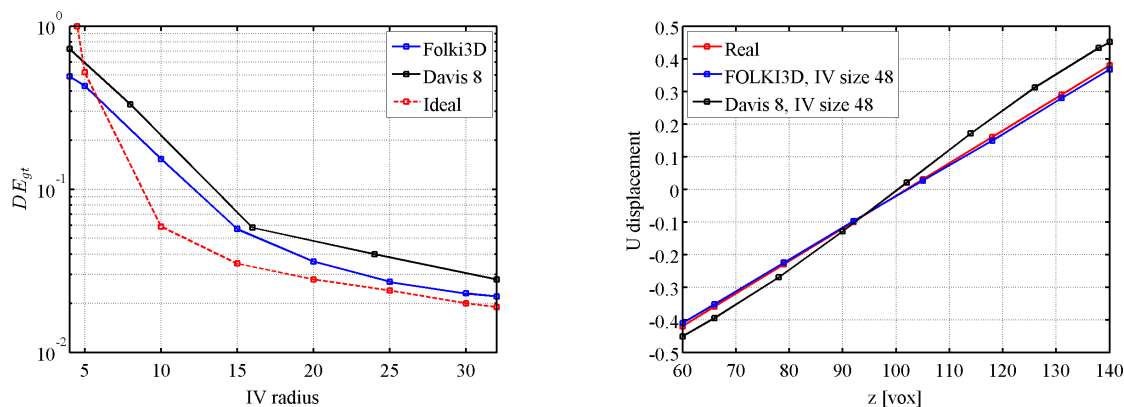 10^0
10^{-1}
10^{-2}
DE_{gt}
5 10 15 20 25 30
IV radius
Folki3D
Davis 8
Ideal
0.5
0.4
0.3
0.2
0.1
0
-0.1
-0.2
-0.3
-0.4
-0.5
U displacement
60 70 80 90 100 110 120 130 140
z [vox]
Real
FOLKI3D, IV size 48
Davis 8, IV size 48